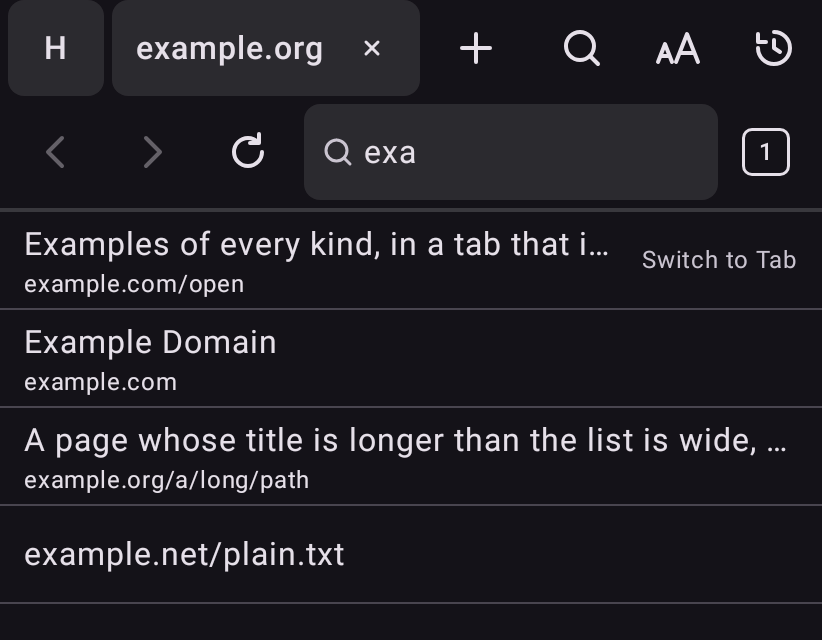 H
example.org
AA
exa
1
Examples of every kind, in a tab that i…
Switch to Tab
example.com/open
Example Domain
example.com
A page whose title is longer than the list is wide, …
example.org/a/long/path
example.net/plain.txt